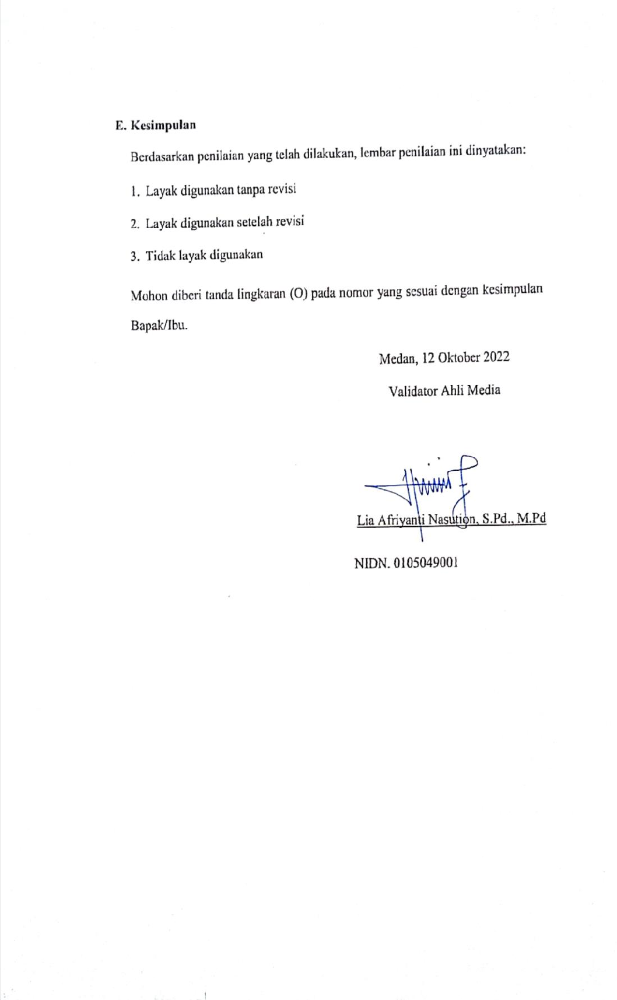 E. Kesimpulan
Berdasarkan penilaian yang telah dilakukan, lembar penilaian ini dinyatakan:
1. Layak digunakan tanpa revisi
2. Layak digunakan setelah revisi
3. Tidak layak digunakan
Mohon diberi tanda lingkaran (O) pada nomor yang sesuai dengan kesimpulan
Bapak/Ibu.
Medan, 12 Oktober 2022
Validator Ahli Media
Lia Afriyanti Nasution, S.Pd., M.Pd
NIDN. 0105049001